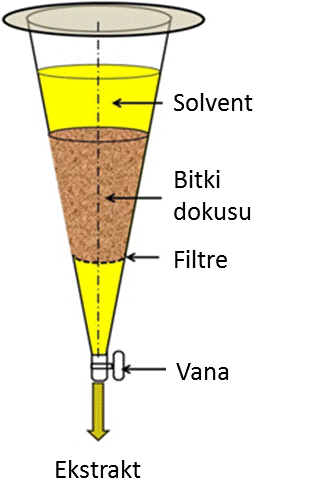 Solvent
Bitki
dokusu
Filtre
Vana
Ekstrakt